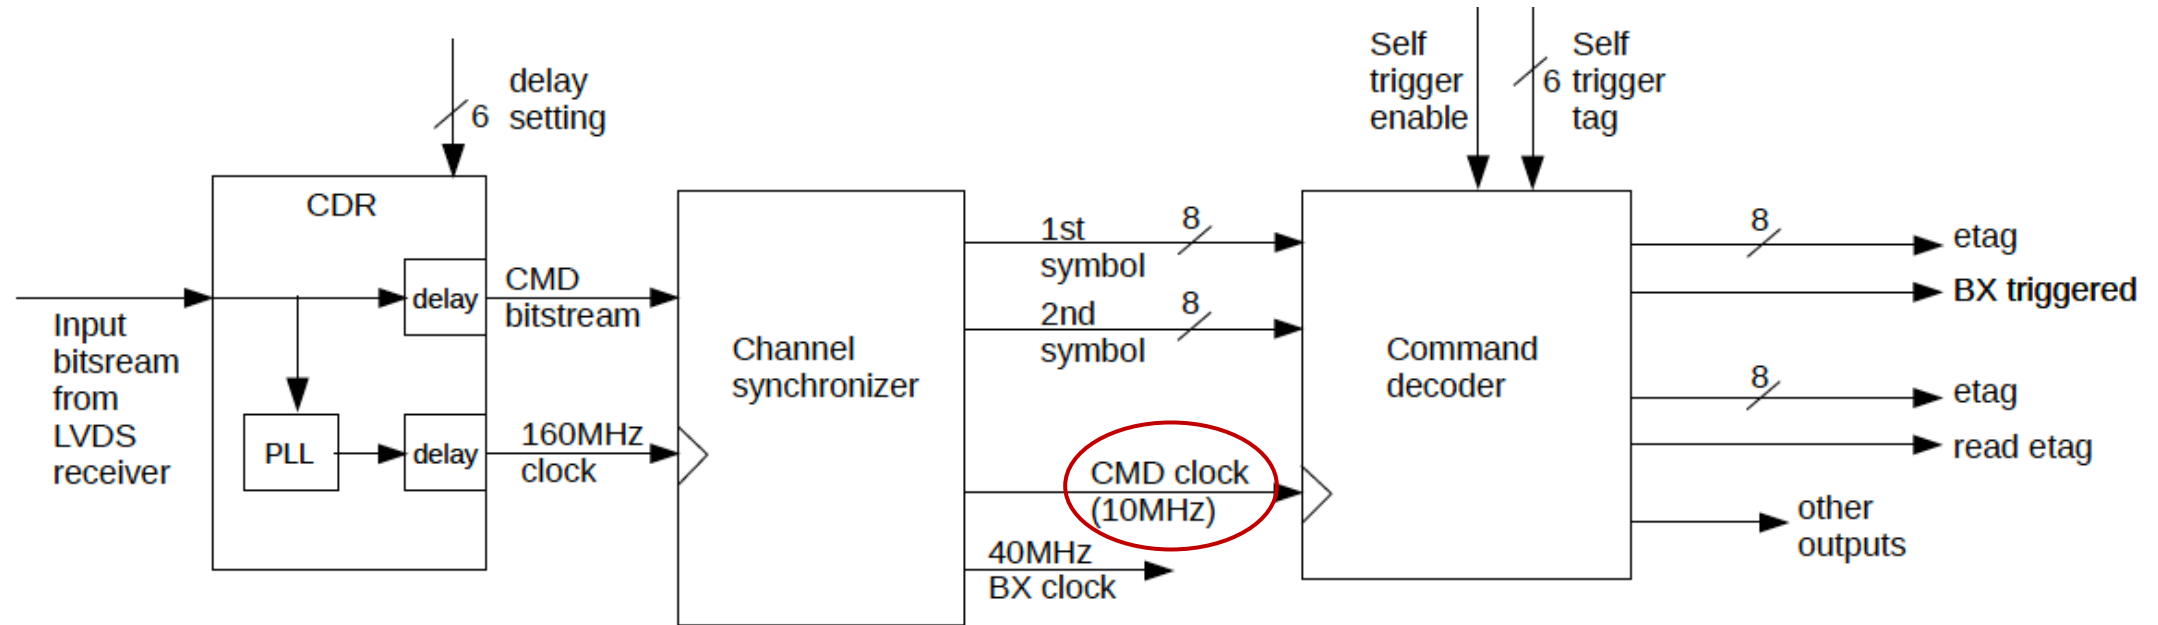 delay
setting
6
CDR
delay
CMD
bitstream
Input
bitsream
from
LVDS
receiver
PLL
delay
160MHz
clock
Channel
synchronizer
1st
symbol
8
2nd
symbol
8
CMD clock
(10MHz)
40MHz
BX clock
Self
trigger
enable
6
Self
trigger
tag
Command
decoder
8
etag
BX triggered
8
etag
read etag
other
outputs